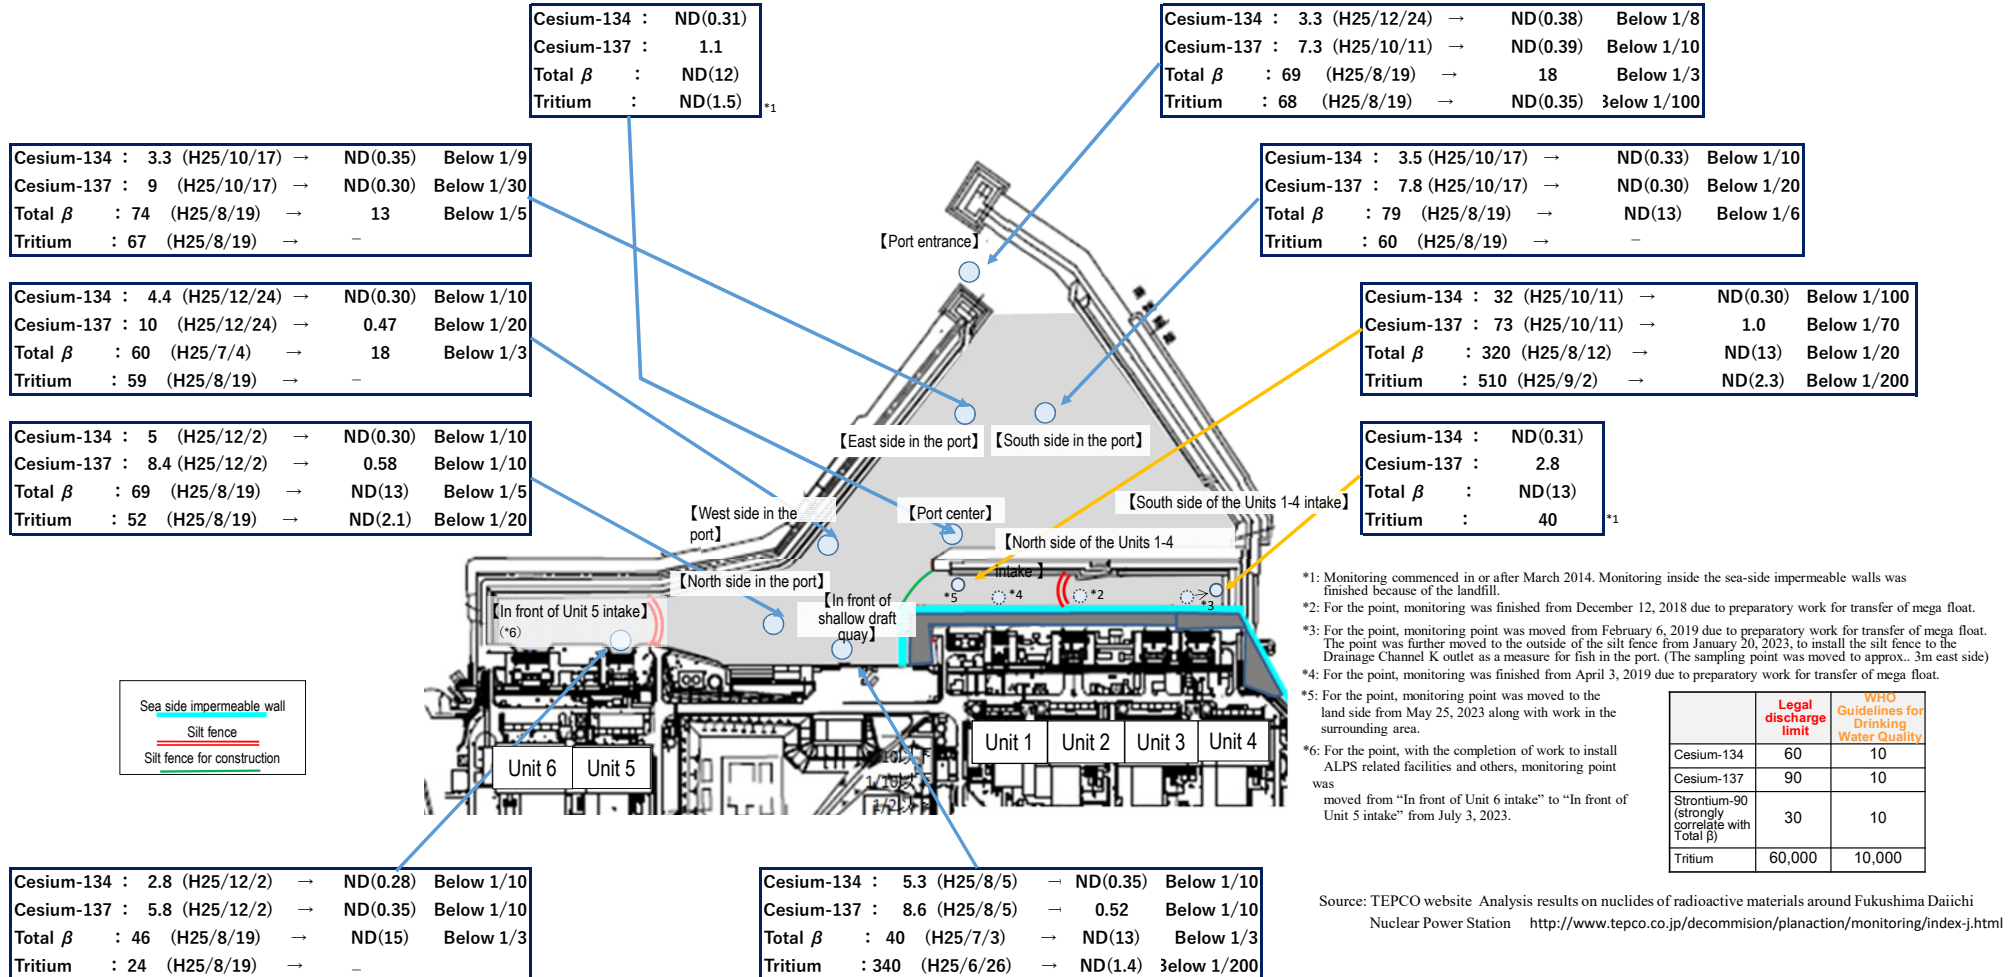 Cesium-134 : ND(0.31)
Cesium-137 : 1.1
Total β : ND(12)
Tritium : ND(1.5)
*1
Cesium-134 : 3.3 (H25/12/24) → ND(0.38) Below 1/8
Cesium-137 : 7.3 (H25/10/11) → ND(0.39) Below 1/10
Total β : 69 (H25/8/19) → 18 Below 1/3
Tritium : 68 (H25/8/19) → ND(0.35) Below 1/100
Cesium-134 : 3.3 (H25/10/17) → ND(0.35) Below 1/9
Cesium-137 : 9 (H25/10/17) → ND(0.30) Below 1/30
Total β : 74 (H25/8/19) → 13 Below 1/5
Tritium : 67 (H25/8/19) → −
Cesium-134 : 3.5 (H25/10/17) → ND(0.33) Below 1/10
Cesium-137 : 7.8 (H25/10/17) → ND(0.30) Below 1/20
Total β : 79 (H25/8/19) → ND(13) Below 1/6
Tritium : 60 (H25/8/19) → −
Cesium-134 : 4.4 (H25/12/24) → ND(0.30) Below 1/10
Cesium-137 : 10 (H25/12/24) → 0.47 Below 1/20
Total β : 60 (H25/7/4) → 18 Below 1/3
Tritium : 59 (H25/8/19) → −
Cesium-134 : 32 (H25/10/11) → ND(0.30) Below 1/100
Cesium-137 : 73 (H25/10/11) → 1.0 Below 1/70
Total β : 320 (H25/8/12) → ND(13) Below 1/20
Tritium : 510 (H25/9/2) → ND(2.3) Below 1/200
Cesium-134 : 5 (H25/12/2) → ND(0.30) Below 1/10
Cesium-137 : 8.4 (H25/12/2) → 0.58 Below 1/10
Total β : 69 (H25/8/19) → ND(13) Below 1/5
Tritium : 52 (H25/8/19) → ND(2.1) Below 1/20
Cesium-134 : ND(0.31)
Cesium-137 : 2.8
Total β : ND(13)
Tritium : 40
*1
【Port entrance】
【East side in the port】
【South side in the port】
【West side in the
port】
【Port center】
【South side of the Units 1-4 intake】
【North side of the Units 1-4
intake】
【North side in the port】
【In front of Unit 5 intake】
(*6)
【In front of
shallow draft
quay】
*5
*4
*2
*3
Unit 6
Unit 5
Unit 1
Unit 2
Unit 3
Unit 4
Sea side impermeable wall
Silt fence
Silt fence for construction
*1: Monitoring commenced in or after March 2014. Monitoring inside the sea-side impermeable walls was
finished because of the landfill.
*2: For the point, monitoring was finished from December 12, 2018 due to preparatory work for transfer of mega float.
*3: For the point, monitoring point was moved from February 6, 2019 due to preparatory work for transfer of mega float.
The point was further moved to the outside of the silt fence from January 20, 2023, to install the silt fence to the
Drainage Channel K outlet as a measure for fish in the port. (The sampling point was moved to approx.. 3m east side)
*4: For the point, monitoring was finished from April 3, 2019 due to preparatory work for transfer of mega float.
*5: For the point, monitoring point was moved to the
land side from May 25, 2023 along with work in the
surrounding area.
*6: For the point, with the completion of work to install
ALPS related facilities and others, monitoring point
was
moved from “In front of Unit 6 intake” to “In front of
Unit 5 intake” from July 3, 2023.
Legal discharge limit
WHO Guidelines for Drinking Water Quality
Cesium-134 60 10
Cesium-137 90 10
Strontium-90 (strongly correlate with Total β) 30 10
Tritium 60,000 10,000
Cesium-134 : 2.8 (H25/12/2) → ND(0.28) Below 1/10
Cesium-137 : 5.8 (H25/12/2) → ND(0.35) Below 1/10
Total β : 46 (H25/8/19) → ND(15) Below 1/3
Tritium : 24 (H25/8/19) → −
Cesium-134 : 5.3 (H25/8/5) → ND(0.35) Below 1/10
Cesium-137 : 8.6 (H25/8/5) → 0.52 Below 1/10
Total β : 40 (H25/7/3) → ND(13) Below 1/3
Tritium : 340 (H25/6/26) → ND(1.4) Below 1/200
Source: TEPCO website Analysis results on nuclides of radioactive materials around Fukushima Daiichi
Nuclear Power Station http://www.tepco.co.jp/decommision/planaction/monitoring/index-j.html